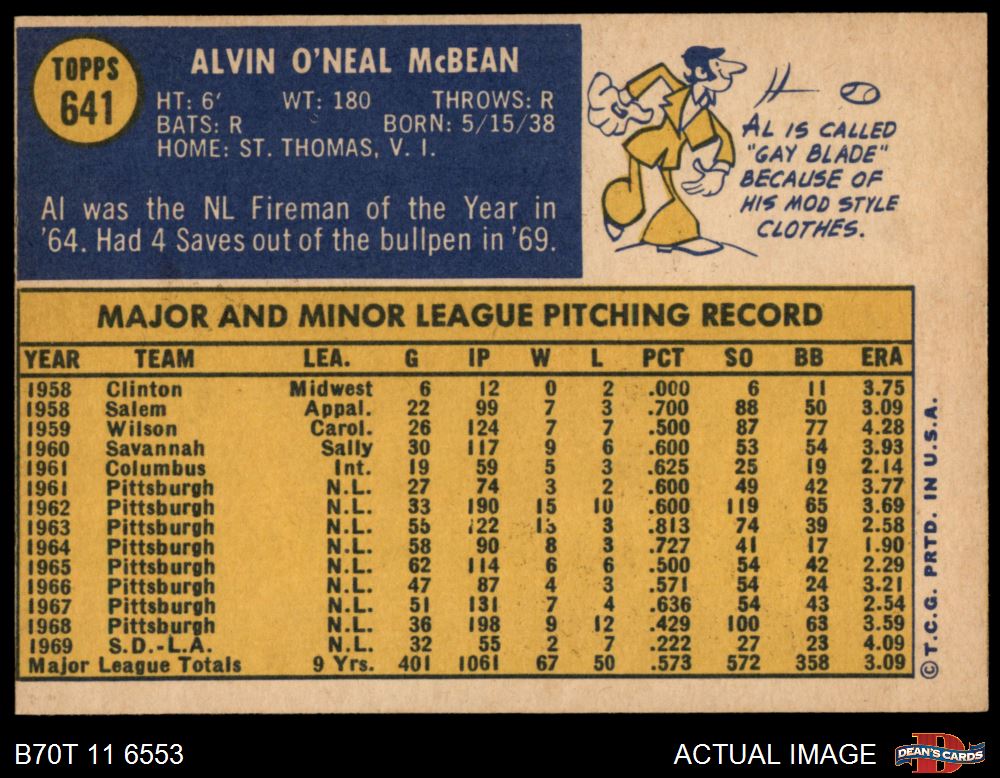 TOPPS
641
ALVIN O'NEAL McBEAN
HT: 6' WT: 180 THROWS: R
BATS: R BORN: 5/15/38
HOME: ST. THOMAS, V. I.
Al was the NL Fireman of the Year in
'64. Had 4 Saves out of the bullpen in '69.
AL IS CALLED
"GAY BLADE"
BECAUSE OF
HIS MOD STYLE
CLOTHES.
MAJOR AND MINOR LEAGUE PITCHING RECORD
YEAR TEAM LEA. G IP W L PCT SO BB ERA
1958 Clinton Midwest 6 12 0 2 .000 6 11 3.75
1958 Salem Appal. 22 99 7 3 .700 88 50 3.09
1959 Wilson Carol. 26 124 7 7 .500 87 77 4.28
1960 Savannah Sally 30 117 9 6 .600 53 54 3.93
1961 Columbus Int. 19 59 5 3 .625 25 19 2.14
1961 Pittsburgh N.L. 27 74 3 2 .600 49 42 3.77
1962 Pittsburgh N.L. 33 190 15 10 .600 119 65 3.69
1963 Pittsburgh N.L. 55 122 13 3 .813 74 39 2.58
1964 Pittsburgh N.L. 58 90 8 3 .727 41 17 1.90
1965 Pittsburgh N.L. 62 114 6 6 .500 54 42 2.29
1966 Pittsburgh N.L. 47 87 4 3 .571 54 24 3.21
1967 Pittsburgh N.L. 51 131 7 4 .636 54 43 2.54
1968 Pittsburgh N.L. 36 198 9 12 .429 100 63 3.59
1969 S.D.-L.A. N.L. 32 55 2 7 .222 27 23 4.09
Major League Totals 9 Yrs. 401 1061 67 50 .573 572 358 3.09
© T.C.G. PRTD. IN U.S.A.
B70T 11 6553
ACTUAL IMAGE
D
DEAN'S CARDS